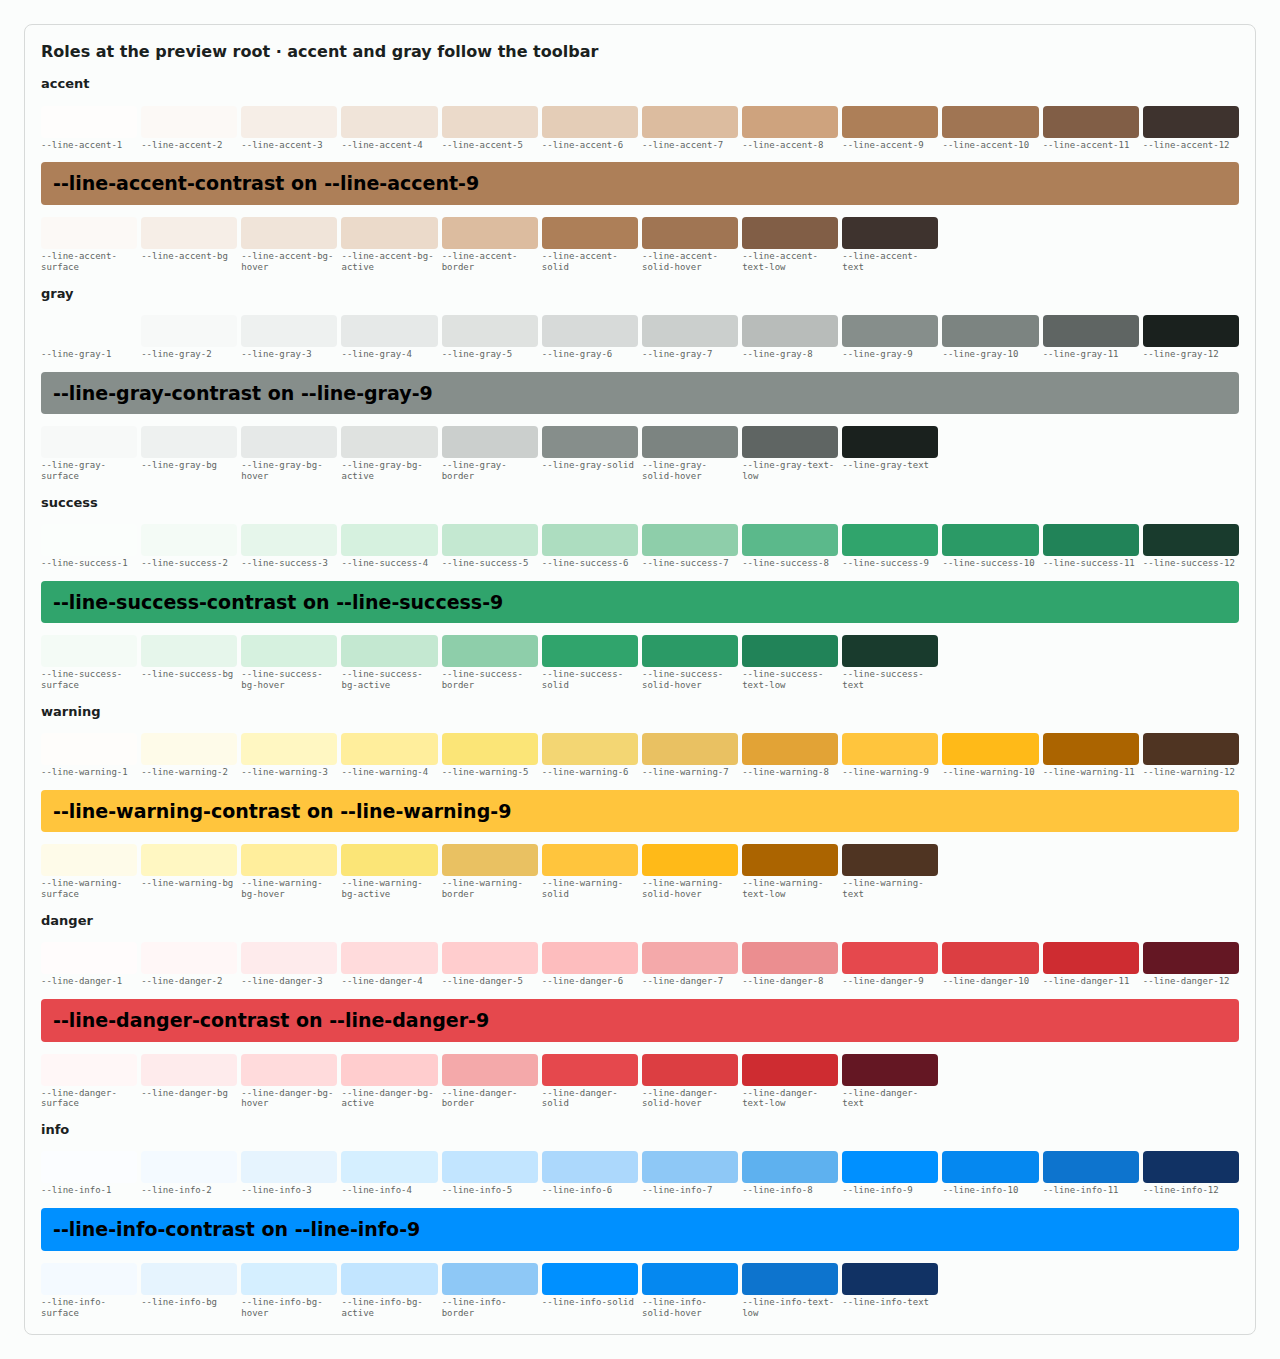 Roles at the preview root · accent and gray follow the toolbar
accent
--line-accent-1 --line-accent-2 --line-accent-3 --line-accent-4 --line-accent-5 --line-accent-6 --line-accent-7 --line-accent-8 --line-accent-9 --line-accent-10 --line-accent-11 --line-accent-12
--line-accent-contrast on --line-accent-9
--line-accent- --line-accent-bg --line-accent-bg- --line-accent-bg- --line-accent- --line-accent- --line-accent- --line-accent- --line-accent-
surface hover active border solid solid-hover text-low text
gray
--line-gray-1 --line-gray-2 --line-gray-3 --line-gray-4 --line-gray-5 --line-gray-6 --line-gray-7 --line-gray-8 --line-gray-9 --line-gray-10 --line-gray-11 --line-gray-12
--line-gray-contrast on --line-gray-9
--line-gray- --line-gray-bg --line-gray-bg- --line-gray-bg- --line-gray- --line-gray-solid --line-gray- --line-gray-text- --line-gray-text
surface hover active border solid-hover low
success
--line-success-1 --line-success-2 --line-success-3 --line-success-4 --line-success-5 --line-success-6 --line-success-7 --line-success-8 --line-success-9 --line-success-10 --line-success-11 --line-success-12
--line-success-contrast on --line-success-9
--line-success- --line-success-bg --line-success- --line-success- --line-success- --line-success- --line-success- --line-success- --line-success-
surface bg-hover bg-active border solid solid-hover text-low text
warning
--line-warning-1 --line-warning-2 --line-warning-3 --line-warning-4 --line-warning-5 --line-warning-6 --line-warning-7 --line-warning-8 --line-warning-9 --line-warning-10 --line-warning-11 --line-warning-12
--line-warning-contrast on --line-warning-9
--line-warning- --line-warning-bg --line-warning- --line-warning- --line-warning- --line-warning- --line-warning- --line-warning- --line-warning-
surface bg-hover bg-active border solid solid-hover text-low text
danger
--line-danger-1 --line-danger-2 --line-danger-3 --line-danger-4 --line-danger-5 --line-danger-6 --line-danger-7 --line-danger-8 --line-danger-9 --line-danger-10 --line-danger-11 --line-danger-12
--line-danger-contrast on --line-danger-9
--line-danger- --line-danger-bg --line-danger-bg- --line-danger-bg- --line-danger- --line-danger- --line-danger- --line-danger- --line-danger-
surface hover active border solid solid-hover text-low text
info
--line-info-1 --line-info-2 --line-info-3 --line-info-4 --line-info-5 --line-info-6 --line-info-7 --line-info-8 --line-info-9 --line-info-10 --line-info-11 --line-info-12
--line-info-contrast on --line-info-9
--line-info- --line-info-bg --line-info-bg- --line-info-bg- --line-info- --line-info-solid --line-info- --line-info-text- --line-info-text
surface hover active border solid-hover low